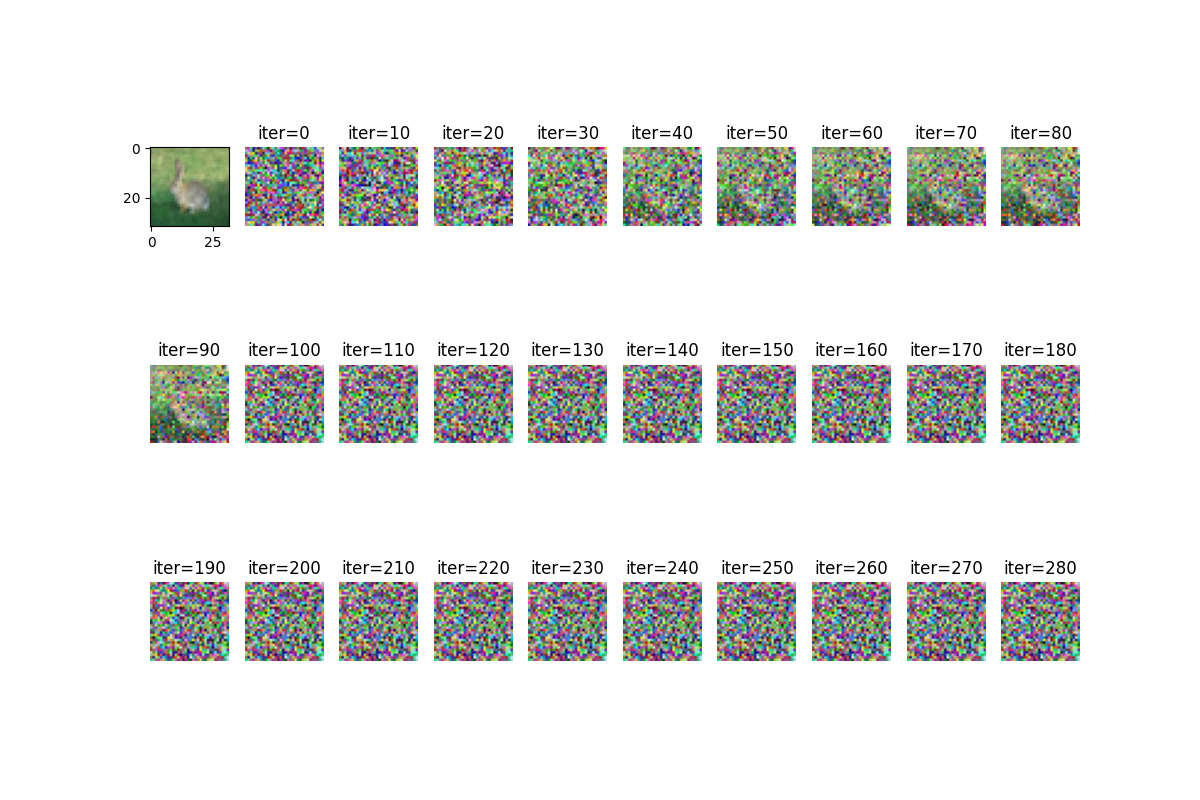 iter=0 iter=10 iter=20 iter=30 iter=40 iter=50 iter=60 iter=70 iter=80
0
20
0 25
iter=90 iter=100 iter=110 iter=120 iter=130 iter=140 iter=150 iter=160 iter=170 iter=180
iter=190 iter=200 iter=210 iter=220 iter=230 iter=240 iter=250 iter=260 iter=270 iter=280